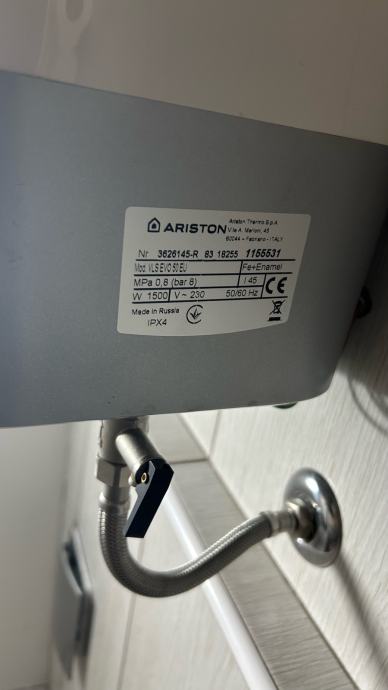 ARISTON
Ariston Thermo S.p.A
V.le A. Merloni, 45
60044 - Fabriano - ITALY
Nr 3626145-R 83 18255 1155531
Mod. VLS EVO 50 EU Fe+Enamel
MPa 0,8 (bar 8) l 45
W 1500 V~ 230 50/60 Hz CE
Made in Russia
IPX4